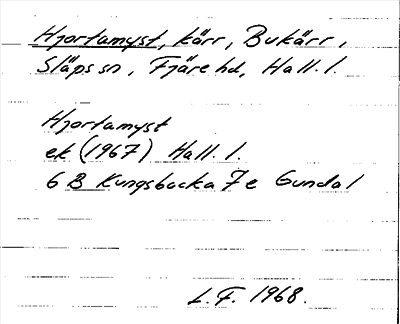 Hjortamyst, kärr, Bukärr,
Släps sn, Fjäre hd, Hall. l.
Hjortamyst
ek (1967) Hall. l.
6 B Kungsbacka 7 e Gundal
L. F. 1968.